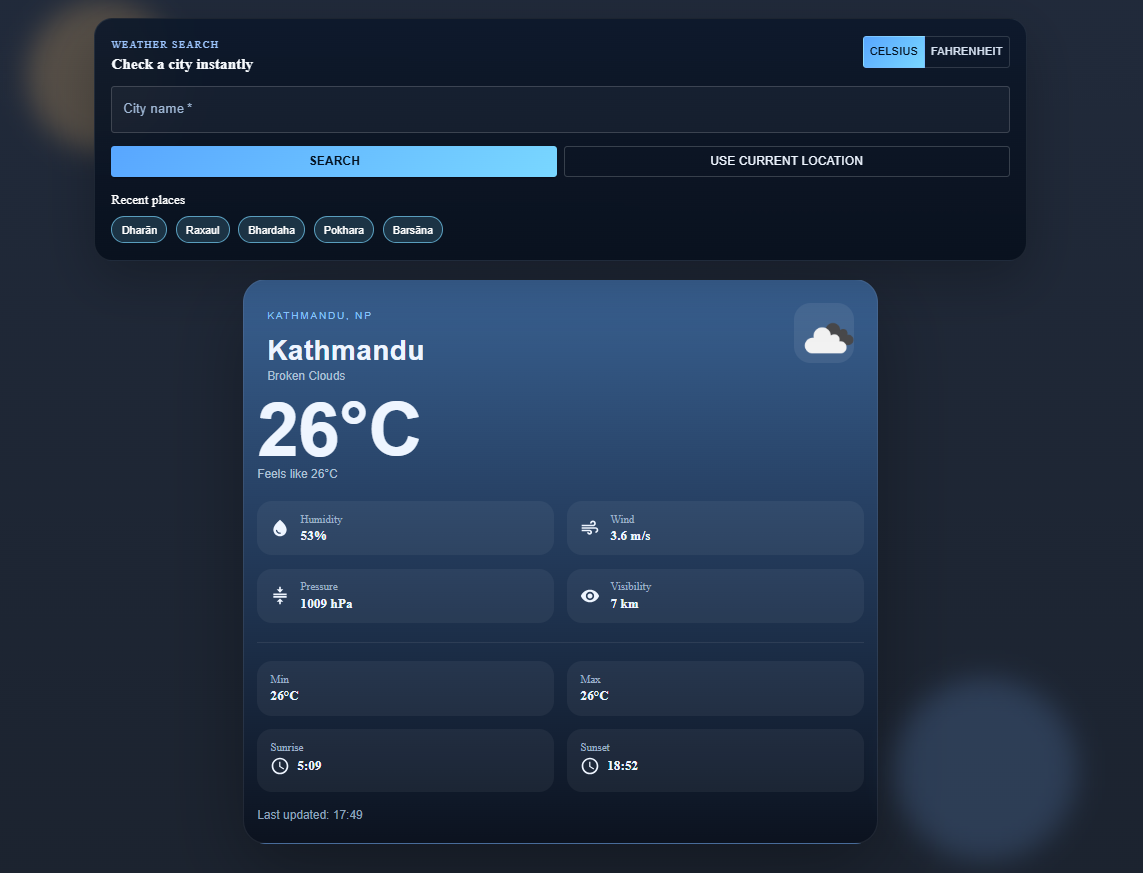 WEATHER SEARCH
Check a city instantly
CELSIUS
FAHRENHEIT
City name *
SEARCH
USE CURRENT LOCATION
Recent places
Dharān
Raxaul
Bhardaha
Pokhara
Barsāna
KATHMANDU, NP
Kathmandu
Broken Clouds
26°C
Feels like 26°C
Humidity
53%
Wind
3.6 m/s
Pressure
1009 hPa
Visibility
7 km
Min
26°C
Max
26°C
Sunrise
5:09
Sunset
18:52
Last updated: 17:49